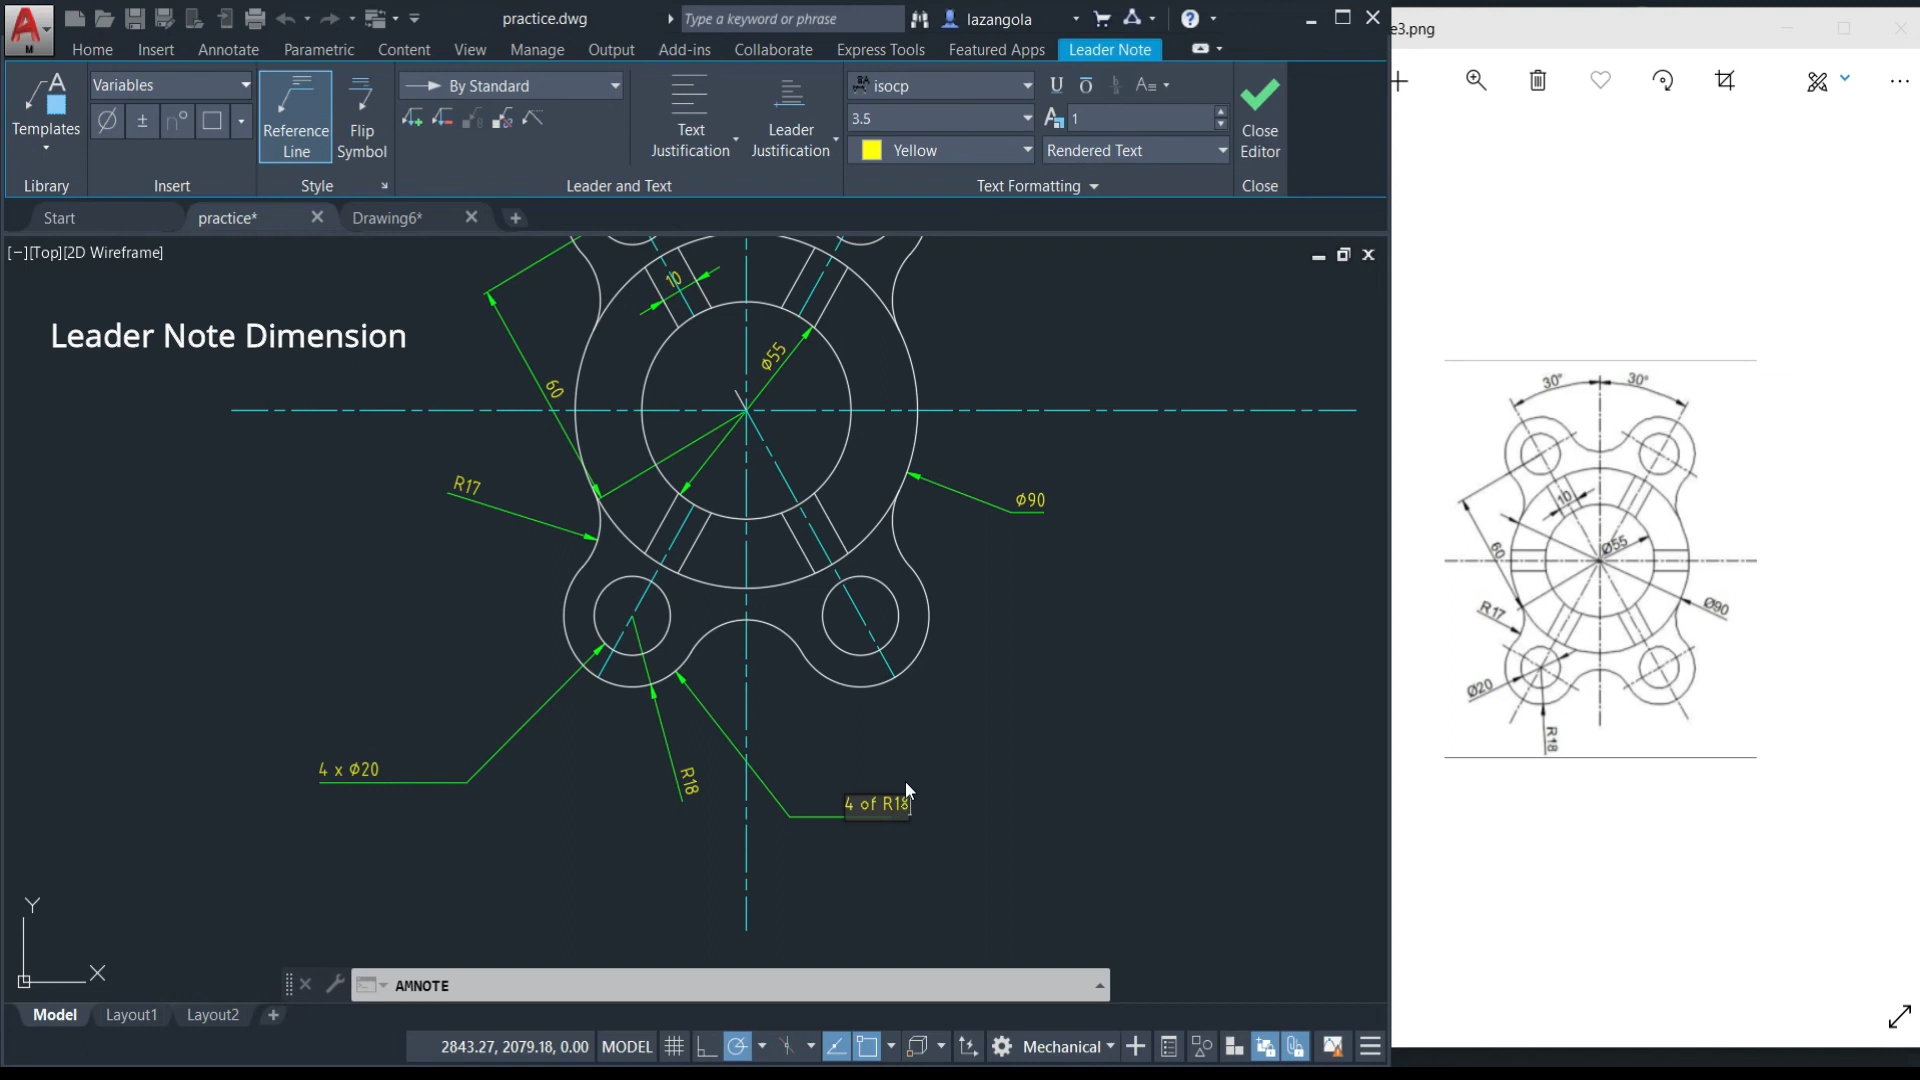 practice.dwg
Type a keyword or phrase
lazangola
e3.png
M
Home Insert Annotate Parametric Content View Manage Output Add-ins Collaborate Express Tools Featured Apps Leader Note
Templates
Variables
Reference Line
Flip Symbol
By Standard
Text Justification
Leader Justification
isocp
3.5
1
Yellow
Rendered Text
Close Editor
Library
Insert
Style
Leader and Text
Text Formatting
Close
Start
practice*
Drawing6*
[−][Top][2D Wireframe]
Leader Note Dimension
10
Ø55
60
R17
Ø90
4 x Ø20
R18
4 of R18
30° 30°
10
Ø55
60
R17
Ø90
Ø20
R18
Y
X
AMNOTE
Model Layout1 Layout2
2843.27, 2079.18, 0.00 MODEL
Mechanical